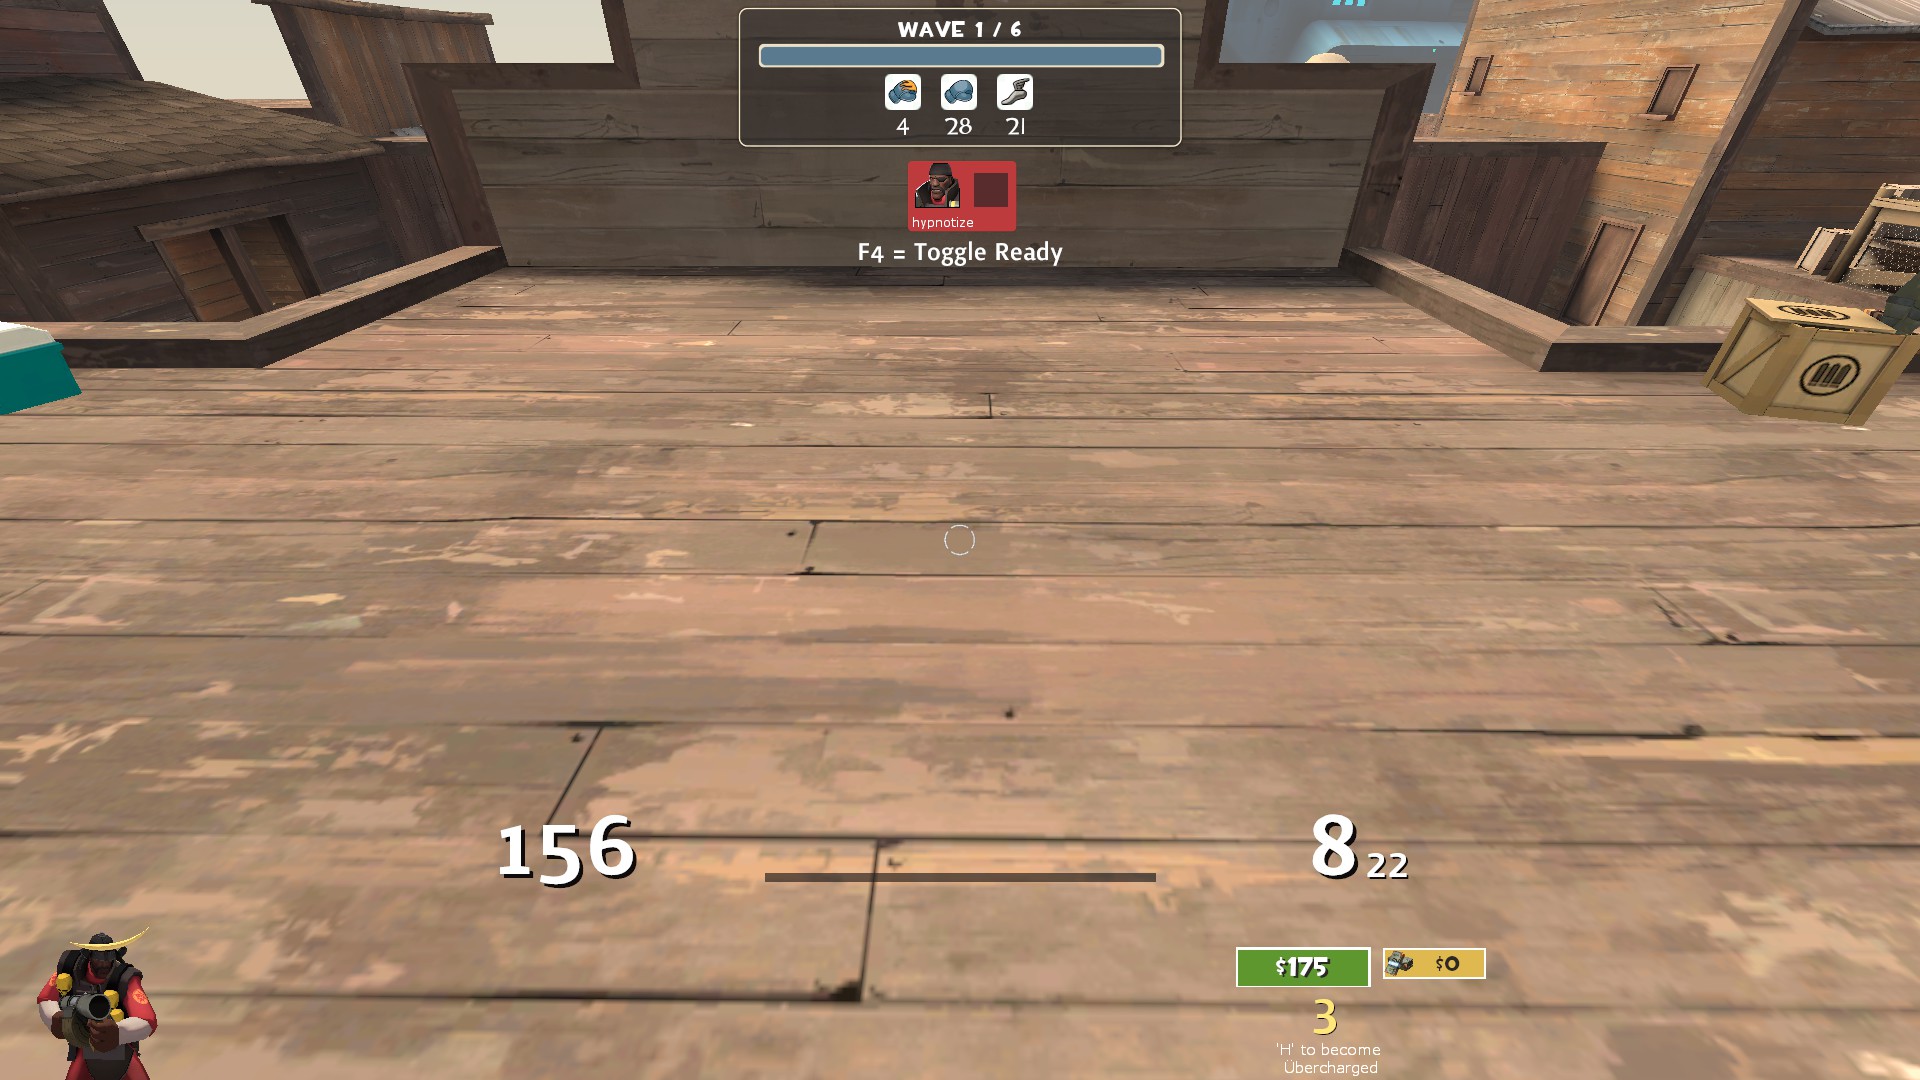 WAVE 1 / 6
4 28 21
hypnotize
F4 = Toggle Ready
156
8 22
$175 $0
3
'H' to become
Übercharged